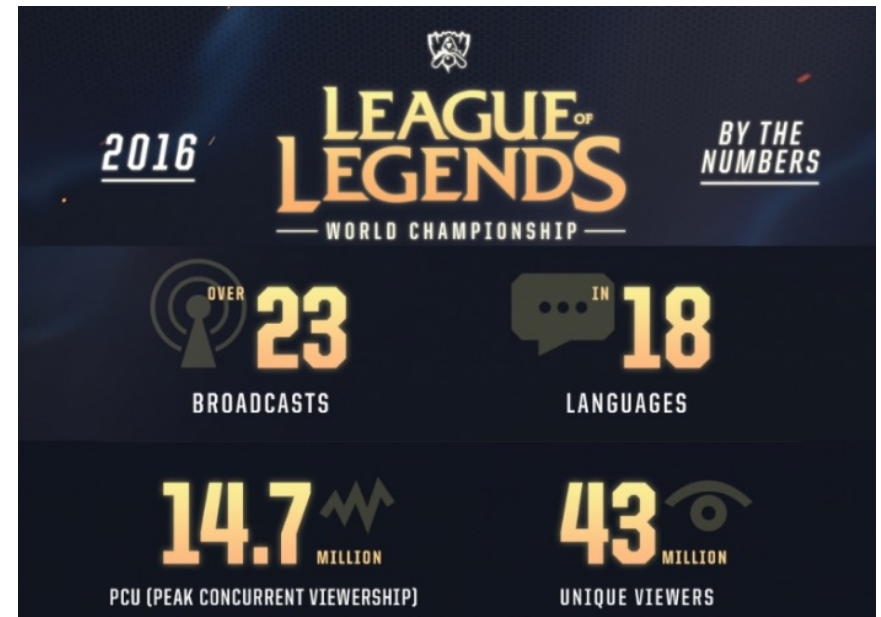 2016
LEAGUE OF
LEGENDS
WORLD CHAMPIONSHIP
BY THE
NUMBERS
OVER 23
BROADCASTS
IN 18
LANGUAGES
14.7 MILLION
PCU (PEAK CONCURRENT VIEWERSHIP)
43 MILLION
UNIQUE VIEWERS